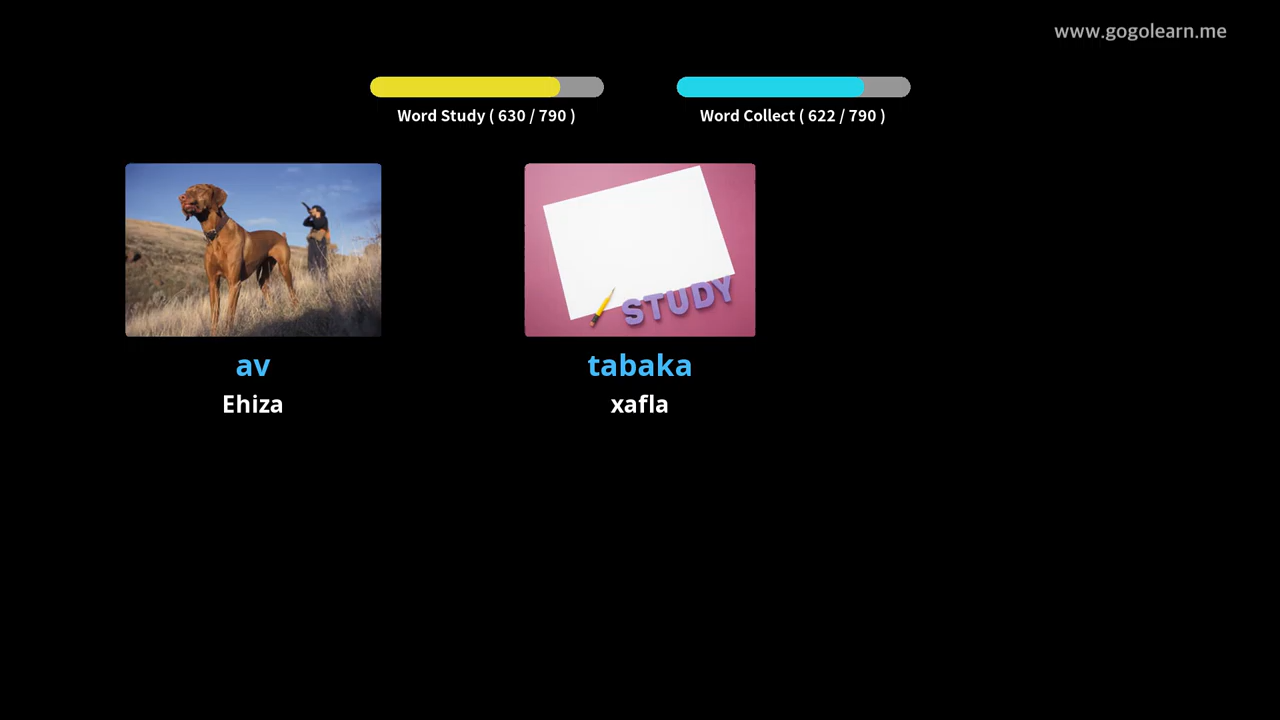 www.gogolearn.me
Word Study ( 630 / 790 )
Word Collect ( 622 / 790 )
STUDY
av
tabaka
Ehiza
xafla